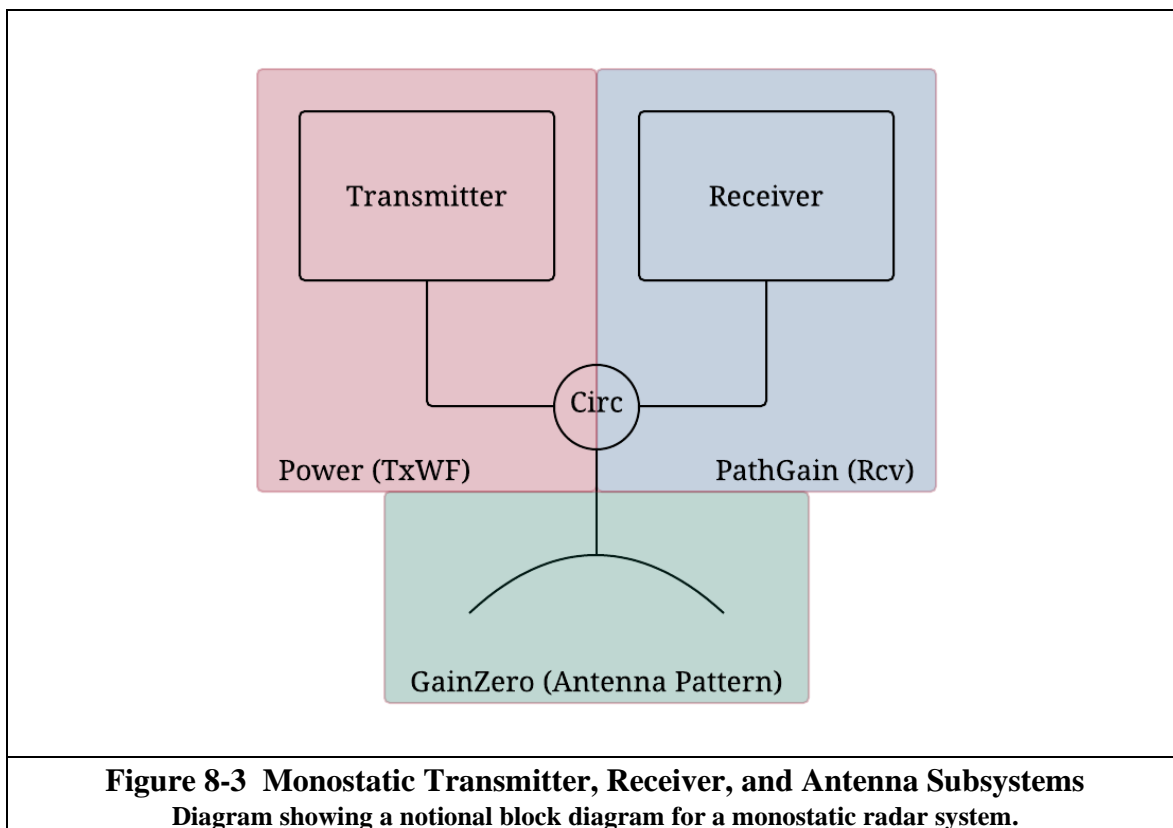 Transmitter
Receiver
Circ
Power (TxWF)
PathGain (Rcv)
GainZero (Antenna Pattern)
Figure 8-3 Monostatic Transmitter, Receiver, and Antenna Subsystems
Diagram showing a notional block diagram for a monostatic radar system.